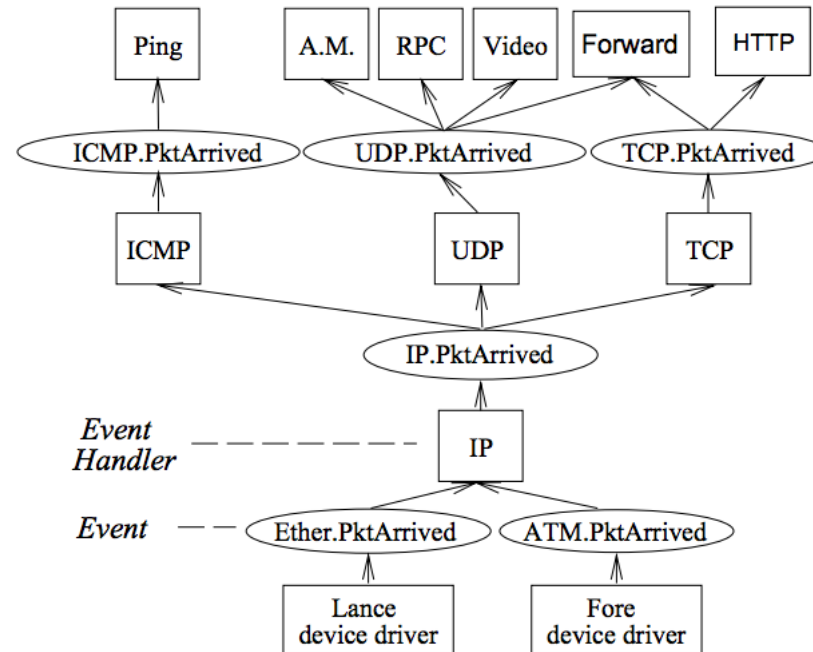 Ping
A.M.
RPC
Video
Forward
HTTP
ICMP.PktArrived
UDP.PktArrived
TCP.PktArrived
ICMP
UDP
TCP
IP.PktArrived
Event
Handler
IP
Event
Ether.PktArrived
ATM.PktArrived
Lance
device driver
Fore
device driver